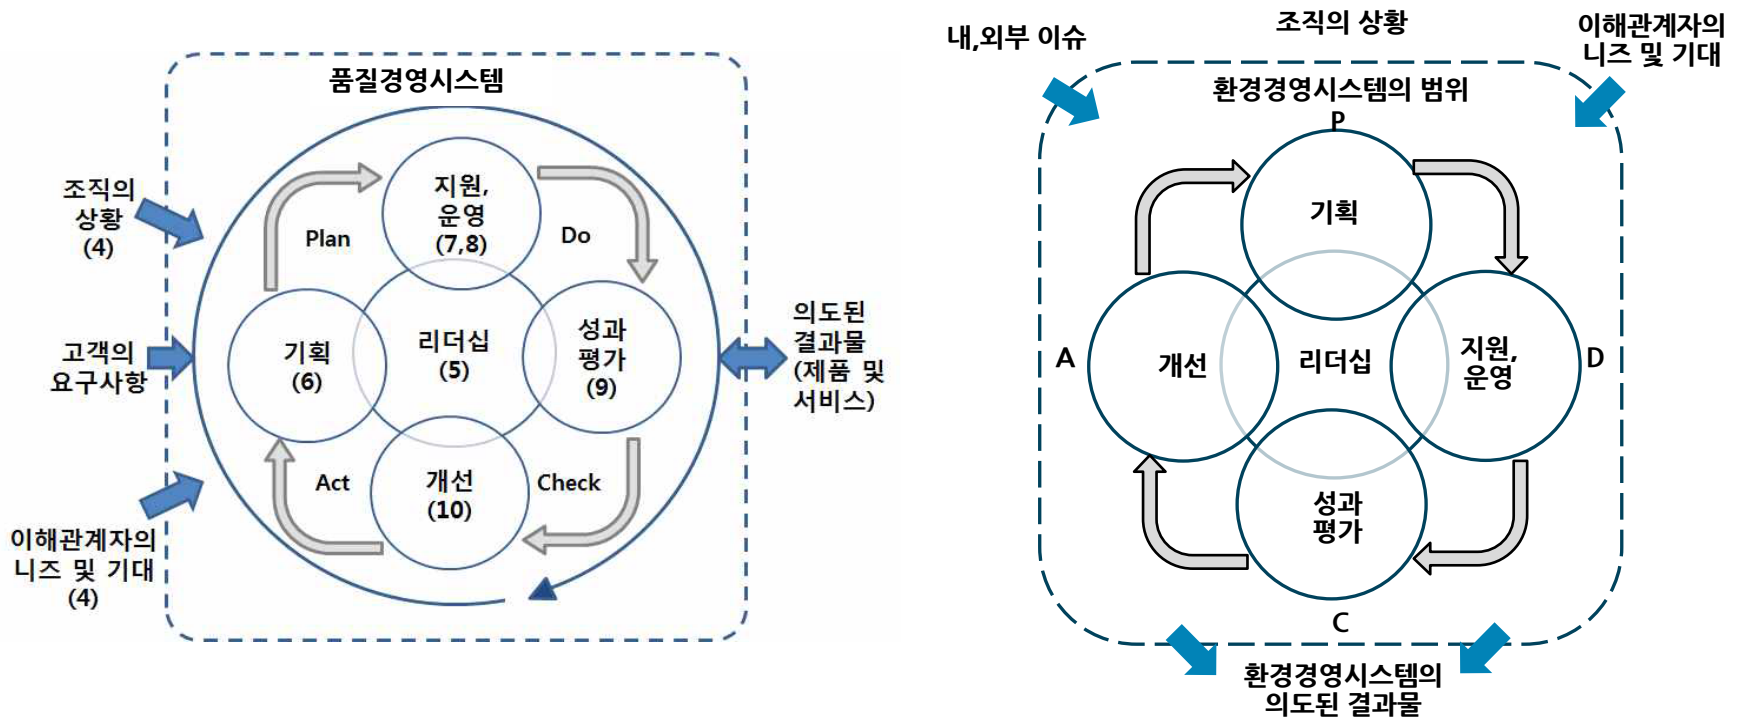 품질경영시스템
조직의
상황
(4)
지원,
운영
(7,8)
Plan
Do
고객의
요구사항
기획
(6)
리더십
(5)
성과
평가
(9)
의도된
결과물
(제품 및
서비스)
Act
개선
(10)
Check
이해관계자의
니즈 및 기대
(4)
내,외부 이슈
조직의 상황
이해관계자의
니즈 및 기대
환경경영시스템의 범위
P
기획
A
개선
리더십
지원,
운영
D
성과
평가
C
환경경영시스템의
의도된 결과물